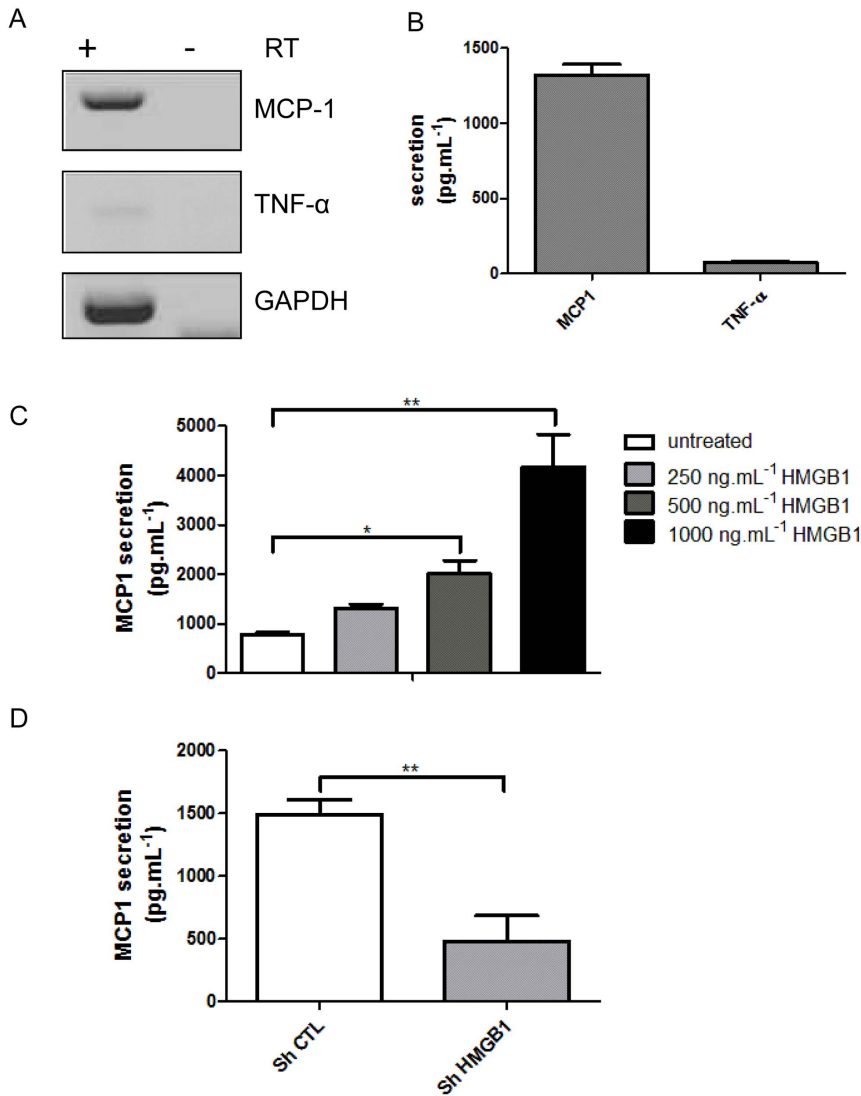 A
+ - RT
MCP-1
TNF-α
GAPDH
B
secretion
(pg.mL⁻¹)
1500
1000
500
0
MCP1
TNF-α
C
MCP1 secretion
(pg.mL⁻¹)
5000
4000
3000
2000
1000
0
**
*
untreated
250 ng.mL⁻¹ HMGB1
500 ng.mL⁻¹ HMGB1
1000 ng.mL⁻¹ HMGB1
D
MCP1 secretion
(pg.mL⁻¹)
2000
1500
1000
500
0
**
Sh CTL
Sh HMGB1